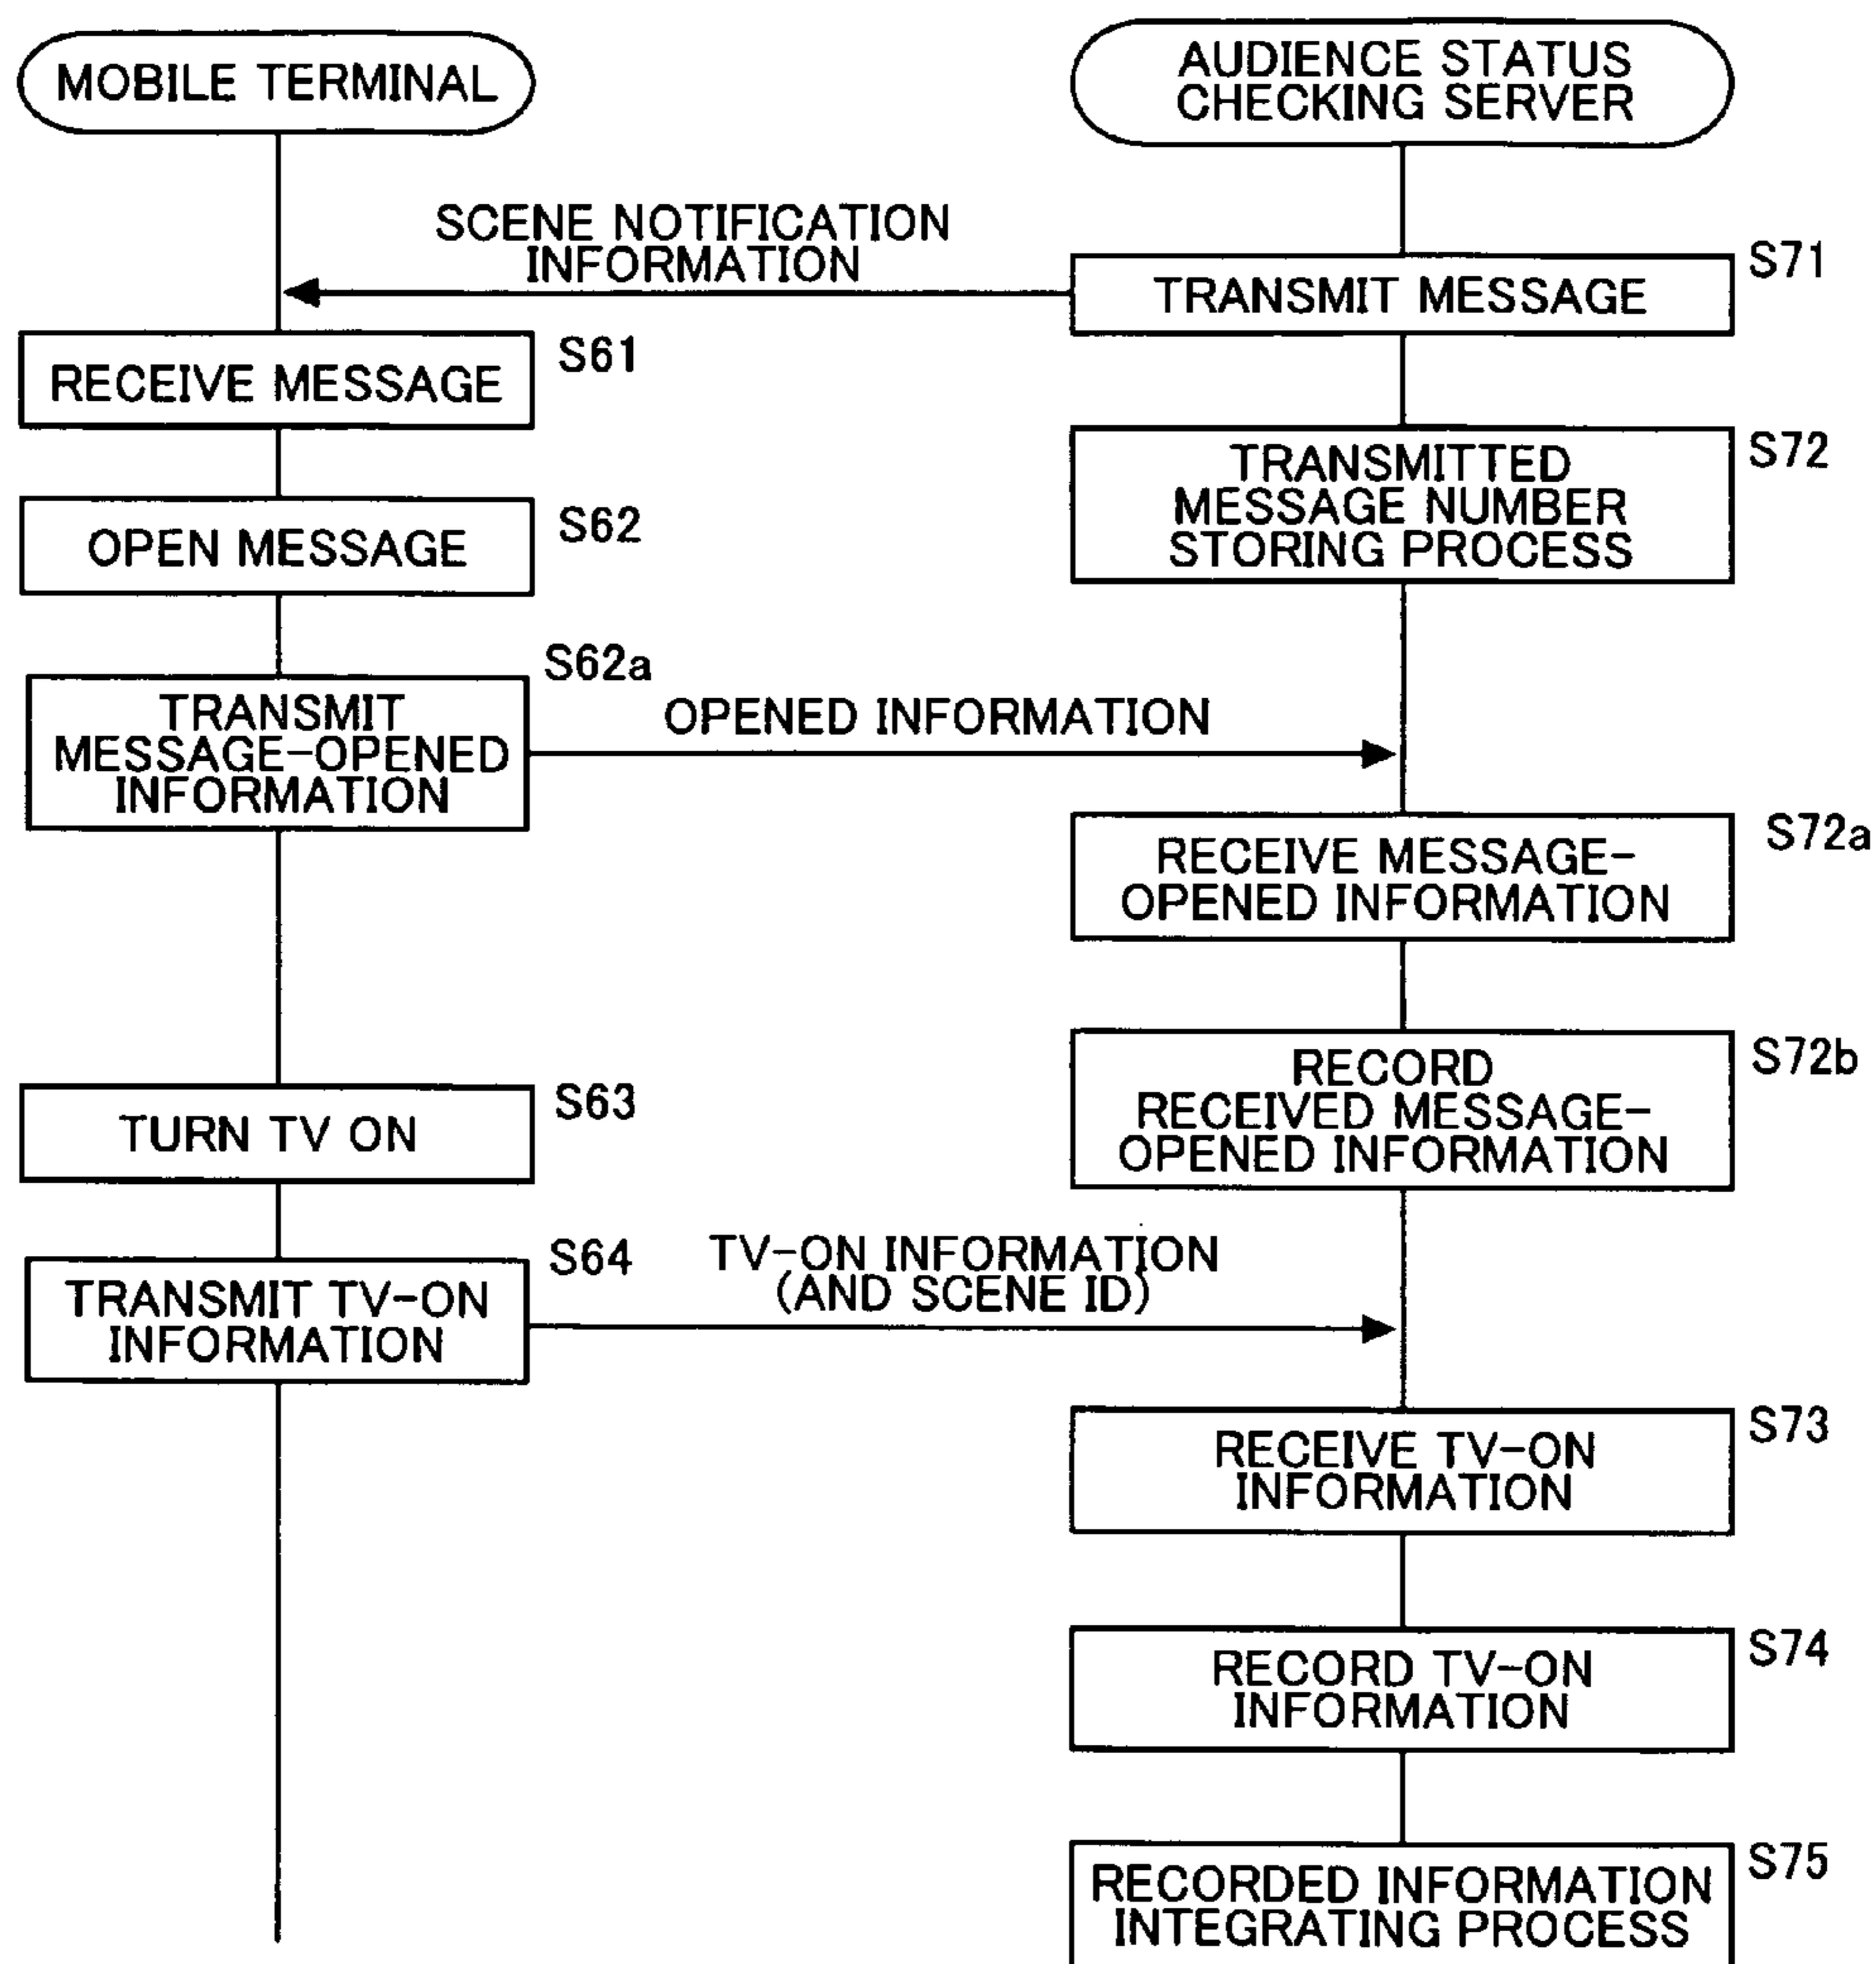 MOBILE TERMINAL
AUDIENCE STATUS
CHECKING SERVER
SCENE NOTIFICATION
INFORMATION
S71
TRANSMIT MESSAGE
S61
RECEIVE MESSAGE
S72
TRANSMITTED
MESSAGE NUMBER
STORING PROCESS
S62
OPEN MESSAGE
S62a
TRANSMIT
MESSAGE-OPENED
INFORMATION
OPENED INFORMATION
S72a
RECEIVE MESSAGE-
OPENED INFORMATION
S72b
RECORD
RECEIVED MESSAGE-
OPENED INFORMATION
S63
TURN TV ON
S64
TRANSMIT TV-ON
INFORMATION
TV-ON INFORMATION
(AND SCENE ID)
S73
RECEIVE TV-ON
INFORMATION
S74
RECORD TV-ON
INFORMATION
S75
RECORDED INFORMATION
INTEGRATING PROCESS